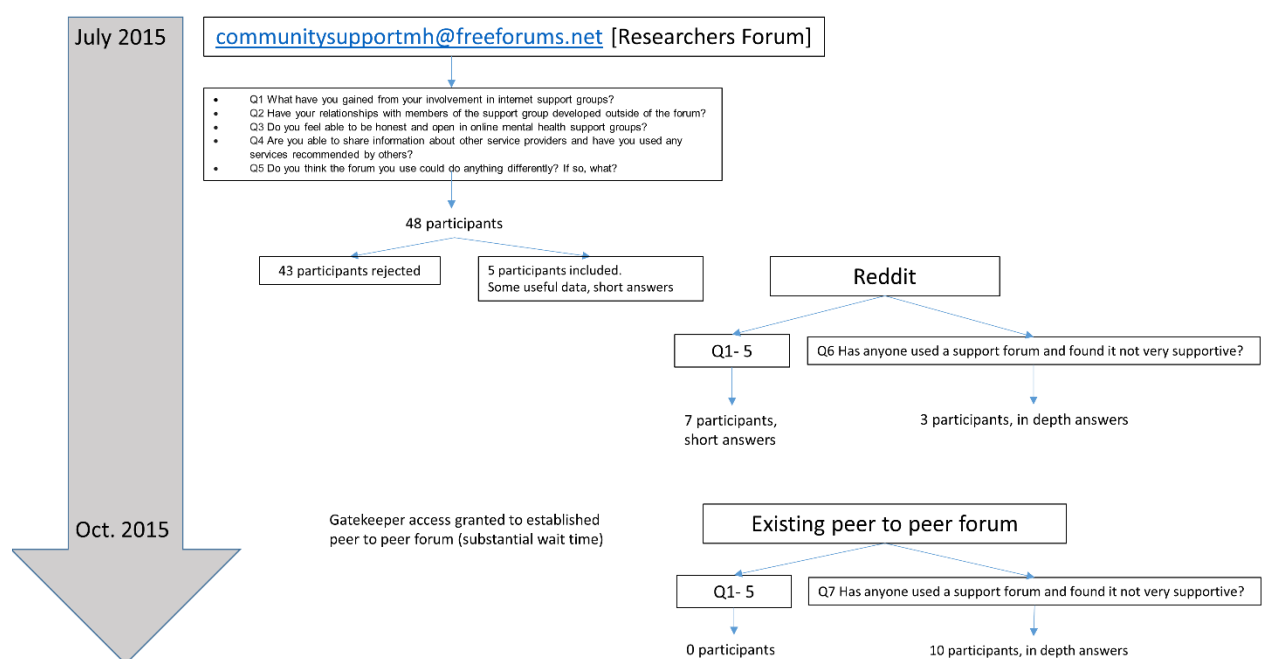 July 2015
communitysupportmh@freeforums.net [Researchers Forum]
• Q1 What have you gained from your involvement in internet support groups?
• Q2 Have your relationships with members of the support group developed outside of the forum?
• Q3 Do you feel able to be honest and open in online mental health support groups?
• Q4 Are you able to share information about other service providers and have you used any
services recommended by others?
• Q5 Do you think the forum you use could do anything differently? If so, what?
48 participants
43 participants rejected
5 participants included.
Some useful data, short answers
Reddit
Q1- 5
Q6 Has anyone used a support forum and found it not very supportive?
7 participants,
short answers
3 participants, in depth answers
Oct. 2015
Gatekeeper access granted to established
peer to peer forum (substantial wait time)
Existing peer to peer forum
Q1- 5
Q7 Has anyone used a support forum and found it not very supportive?
0 participants
10 participants, in depth answers